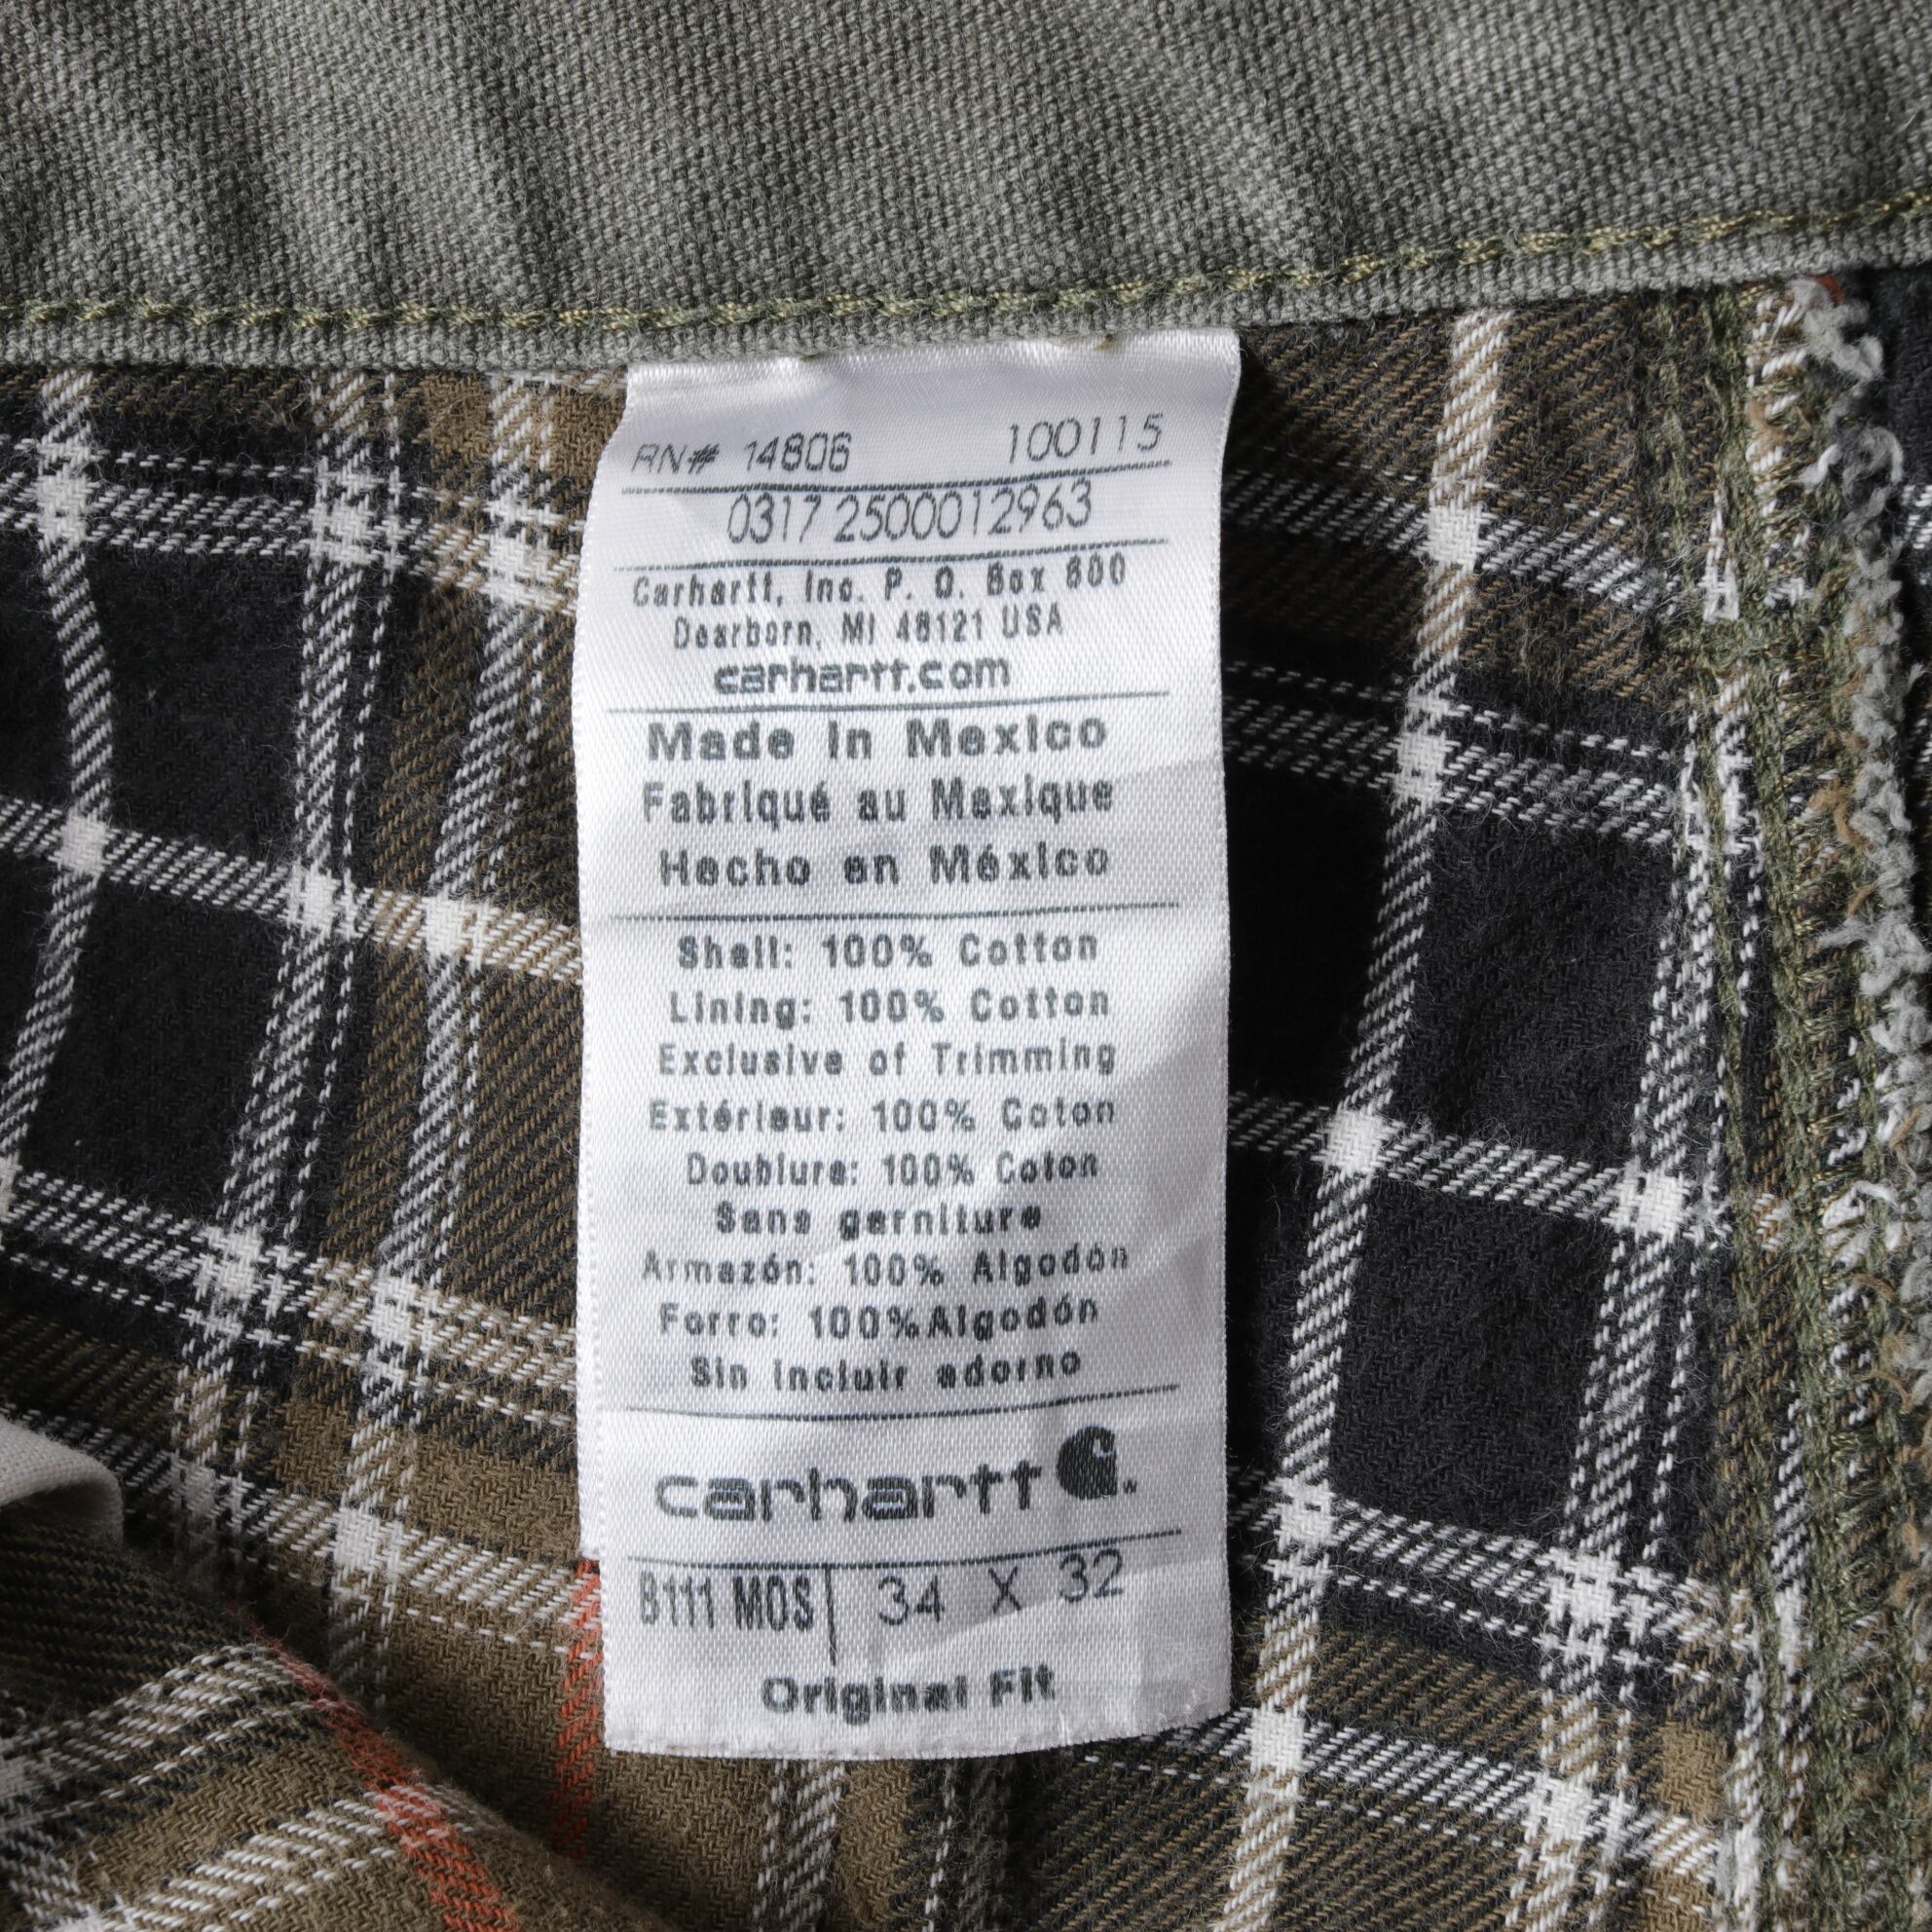 RN# 14806 100115
0317 2500012963
Carhartt, Inc. P. O. Box 600
Dearborn, MI 48121 USA
carhartt.com
Made in Mexico
Fabriqué au Mexique
Hecho en México
Shell: 100% Cotton
Lining: 100% Cotton
Exclusive of Trimming
Extérieur: 100% Coton
Doublure: 100% Coton
Sans garniture
Armazón: 100% Algodón
Forro: 100%Algodón
Sin incluir adorno
carhartt
B111 MOS 34 X 32
Original Fit